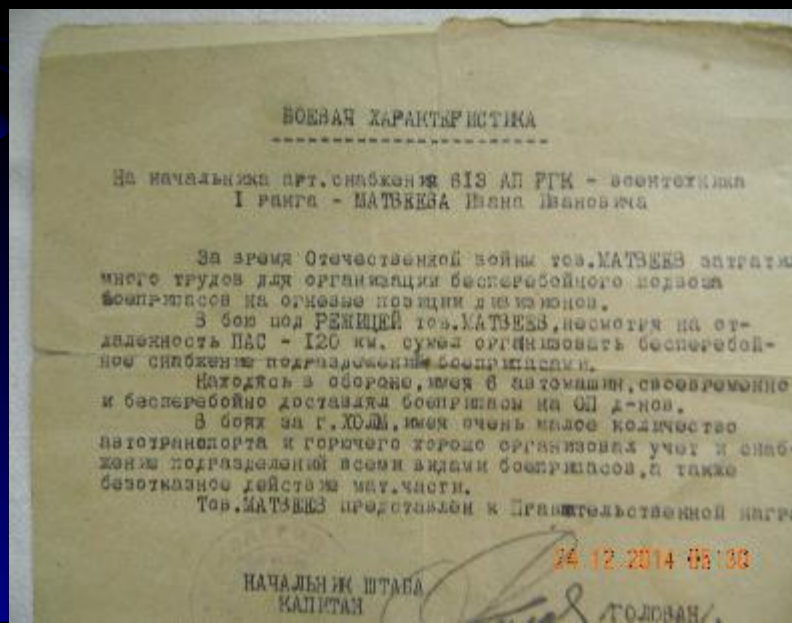 БОЕВАЯ ХАРАКТЕРИСТИКА
На начальника арт.снабжения 613 АП РГК - воентехника
I ранга - МАТВЕЕВА Ивана Ивановича
За время Отечественной войны тов.МАТВЕЕВ затратил
много трудов для организации бесперебойного подвоза
боеприпасов на огневые позиции дивизионов.
В бою под РЕЖИЦЕЙ тов.МАТВЕЕВ,несмотря на от-
даленность ПАС - 120 км. сумел организовать бесперебой-
ное снабжение подразделений боеприпасами.
Находясь в обороне,имея 6 автомашин,своевременно
и бесперебойно доставлял боеприпасы на ОП д-нов.
В боях за г.ХОЛМ,имея очень малое количество
автотранспорта и горючего хорошо организовал учет и снаб-
жение подразделений всеми видами боеприпасов,а также
безотказное действие мат.части.
Тов.МАТВЕЕВ представлен к Правительственной награ
24 12 2014 05:30
НАЧАЛЬНИК ШТАБА
КАПИТАН
/ГОЛОВАН/.